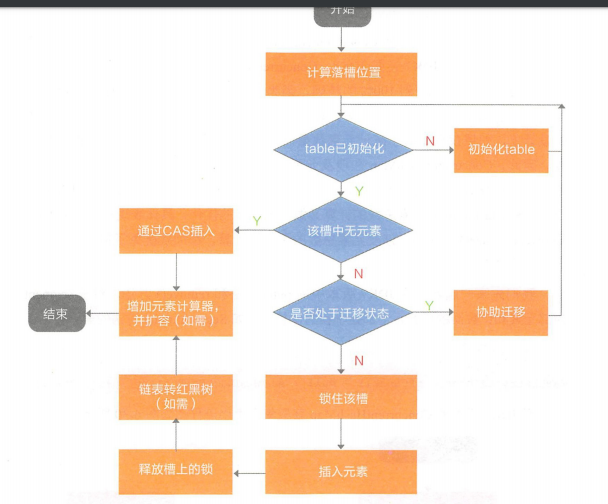 开始
计算落槽位置
table已初始化
N
初始化table
Y
通过CAS插入
Y
该槽中无元素
N
结束
增加元素计算器，
并扩容（如需）
是否处于迁移状态
Y
协助迁移
N
链表转红黑树
（如需）
锁住该槽
释放槽上的锁
插入元素